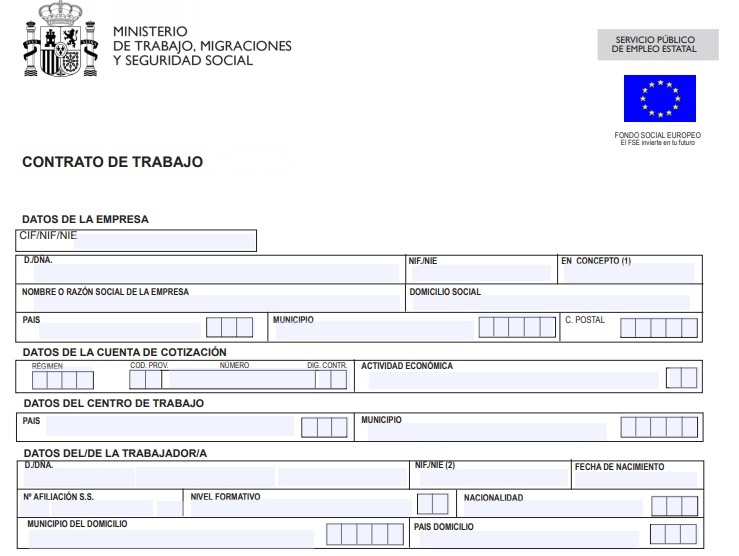 MINISTERIO
DE TRABAJO, MIGRACIONES
Y SEGURIDAD SOCIAL
SERVICIO PÚBLICO
DE EMPLEO ESTATAL
FONDO SOCIAL EUROPEO
El FSE invierte en tu futuro
CONTRATO DE TRABAJO
DATOS DE LA EMPRESA
CIF/NIF/NIE
D./DNA. NIF./NIE EN CONCEPTO (1)
NOMBRE O RAZÓN SOCIAL DE LA EMPRESA DOMICILIO SOCIAL
PAIS MUNICIPIO C. POSTAL
DATOS DE LA CUENTA DE COTIZACIÓN
RÉGIMEN COD. PROV. NÚMERO DIG. CONTR. ACTIVIDAD ECONÓMICA
DATOS DEL CENTRO DE TRABAJO
PAIS MUNICIPIO
DATOS DEL/DE LA TRABAJADOR/A
D./DÑA. NIF./NIE (2) FECHA DE NACIMIENTO
Nº AFILIACIÓN S.S. NIVEL FORMATIVO NACIONALIDAD
MUNICIPIO DEL DOMICILIO PAIS DOMICILIO